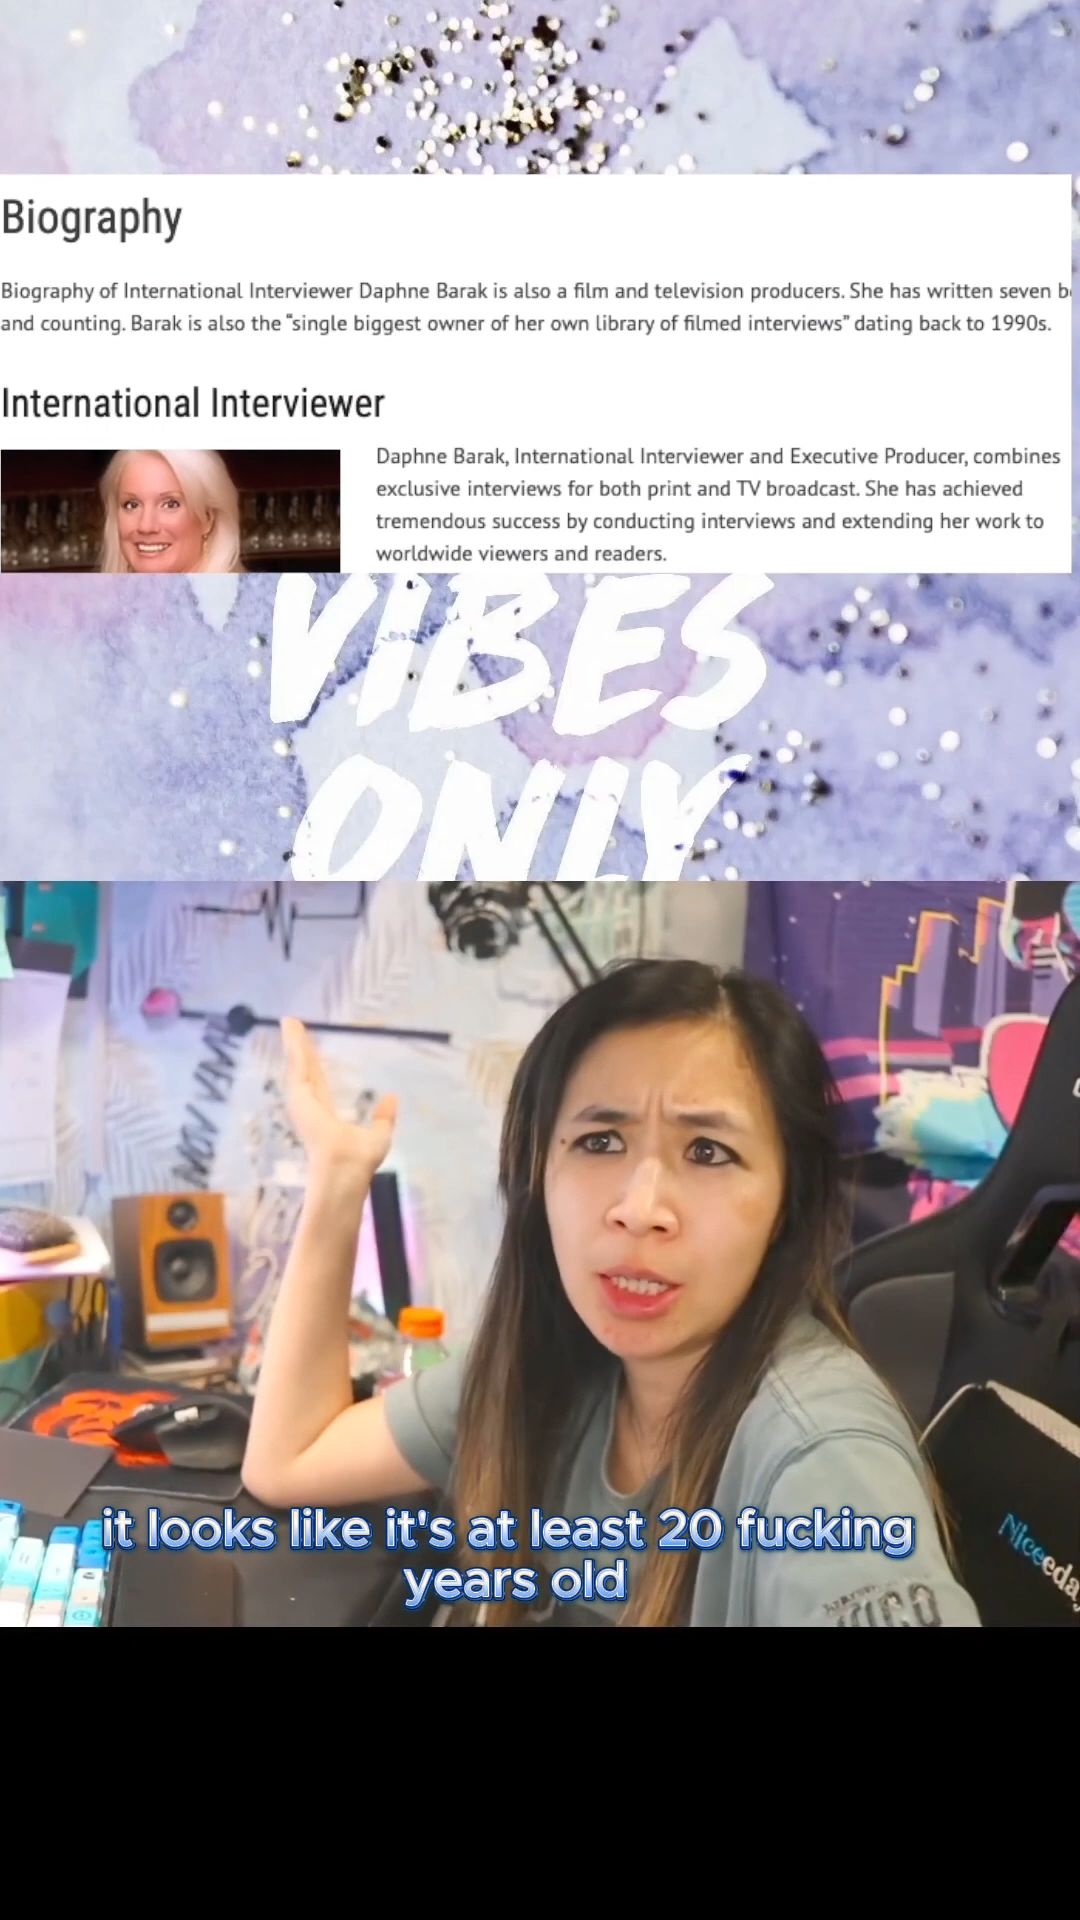 Biography
Biography of International Interviewer Daphne Barak is also a film and television producers. She has written seven
and counting. Barak is also the “single biggest owner of her own library of filmed interviews” dating back to 1990s.
International Interviewer
Daphne Barak, International Interviewer and Executive Producer, combines
exclusive interviews for both print and TV broadcast. She has achieved
tremendous success by conducting interviews and extending her work to
worldwide viewers and readers.
VIBES
ONLY
it looks like it's at least 20 fucking
years old